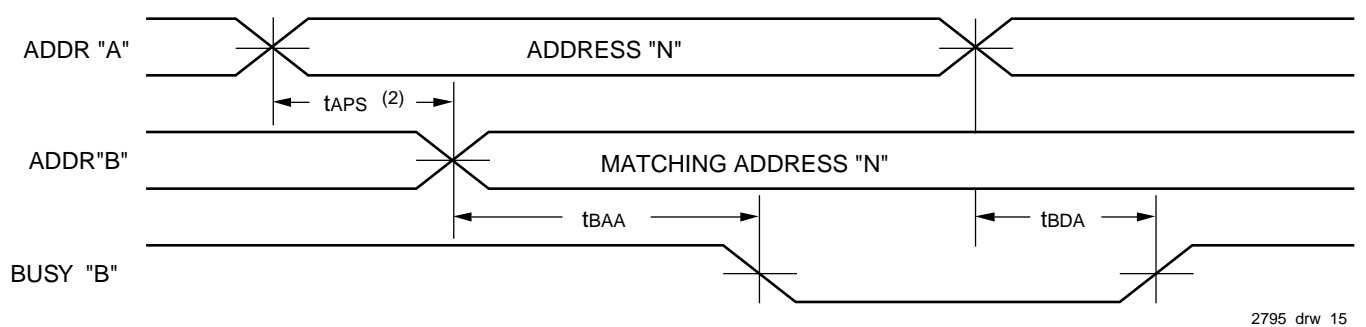 ADDR "A"
ADDRESS "N"
tAPS (2)
ADDR"B"
MATCHING ADDRESS "N"
tBAA
tBDA
BUSY "B"
2795 drw 15